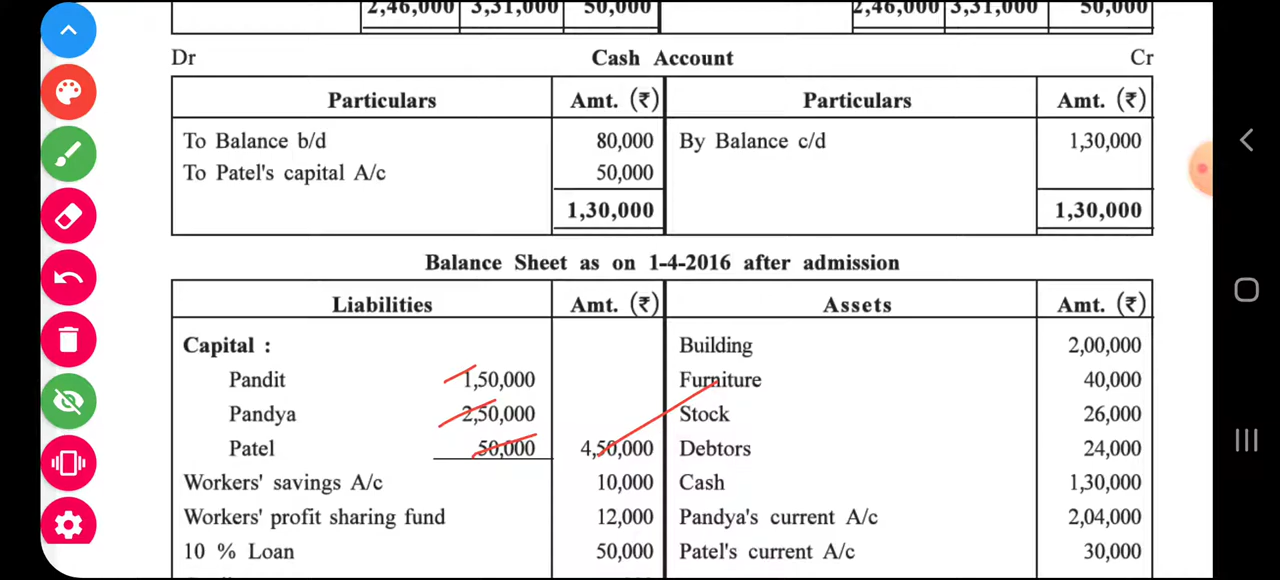 2,46,000 3,31,000 50,000 2,46,000 3,31,000 50,000
Dr Cash Account Cr
Particulars Amt. (₹) Particulars Amt. (₹)
To Balance b/d 80,000 By Balance c/d 1,30,000
To Patel's capital A/c 50,000
1,30,000 1,30,000
Balance Sheet as on 1-4-2016 after admission
Liabilities Amt. (₹) Assets Amt. (₹)
Capital : Building 2,00,000
Pandit 1,50,000 Furniture 40,000
Pandya 2,50,000 Stock 26,000
Patel 50,000 4,50,000 Debtors 24,000
Workers' savings A/c 10,000 Cash 1,30,000
Workers' profit sharing fund 12,000 Pandya's current A/c 2,04,000
10 % Loan 50,000 Patel's current A/c 30,000